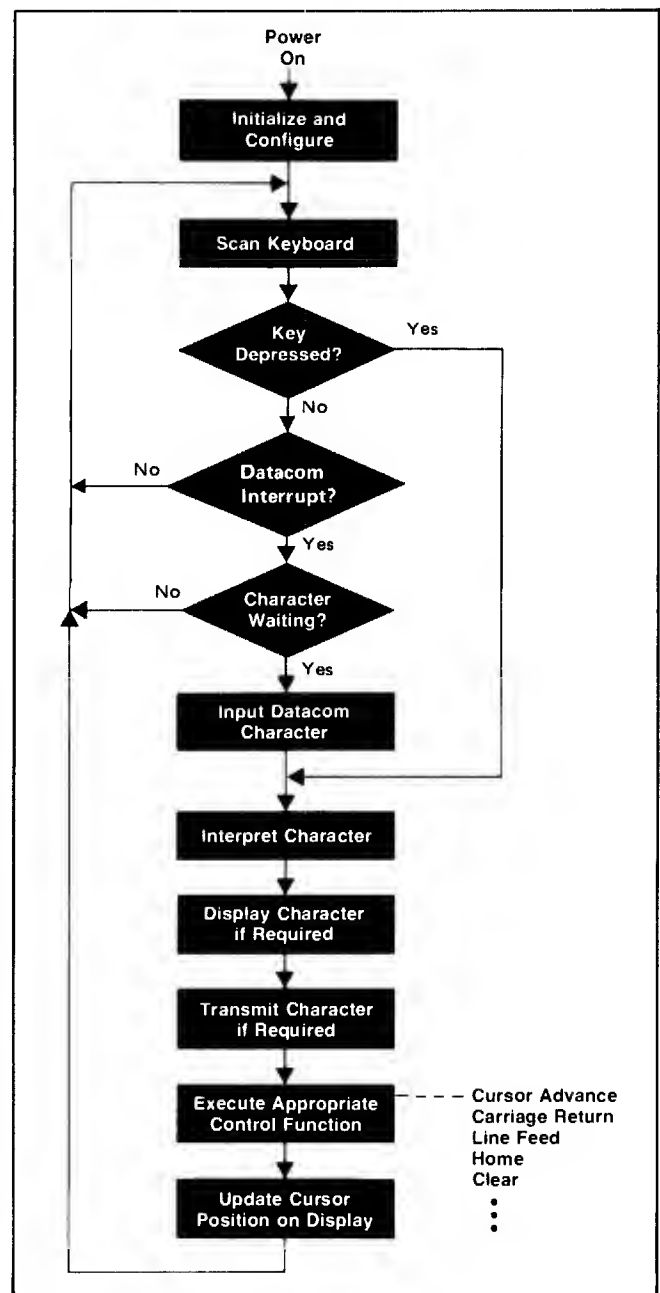 Power
On
Initialize and
Configure
Scan Keyboard
Key
Depressed?
Yes
No
Datacom
Interrupt?
No
Yes
Character
Waiting?
No
Yes
Input Datacom
Character
Interpret Character
Display Character
if Required
Transmit Character
if Required
Execute Appropriate
Control Function
Cursor Advance
Carriage Return
Line Feed
Home
Clear
Update Cursor
Position on Display